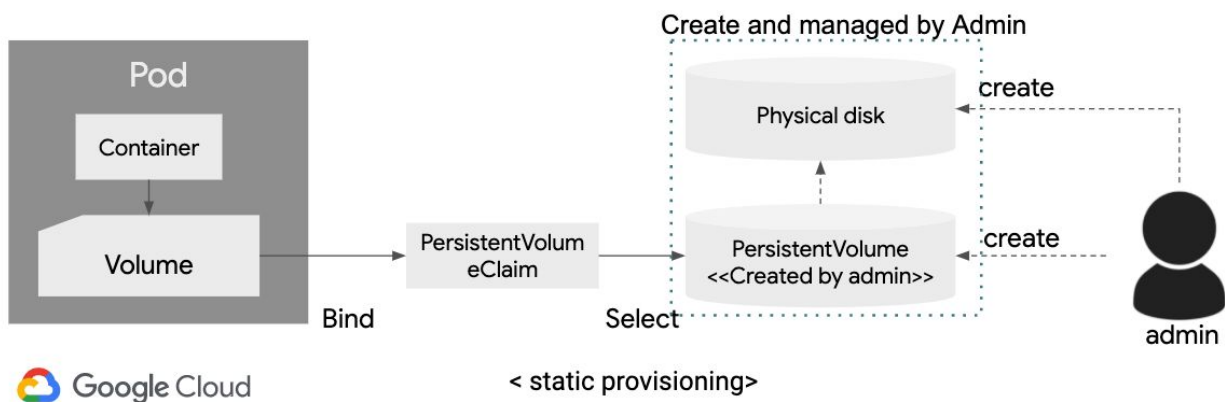 Create and managed by Admin
Pod
Container
Volume
Bind
PersistentVolum
eClaim
Select
Physical disk
PersistentVolume
<<Created by admin>>
create
create
admin
Google Cloud
< static provisioning>